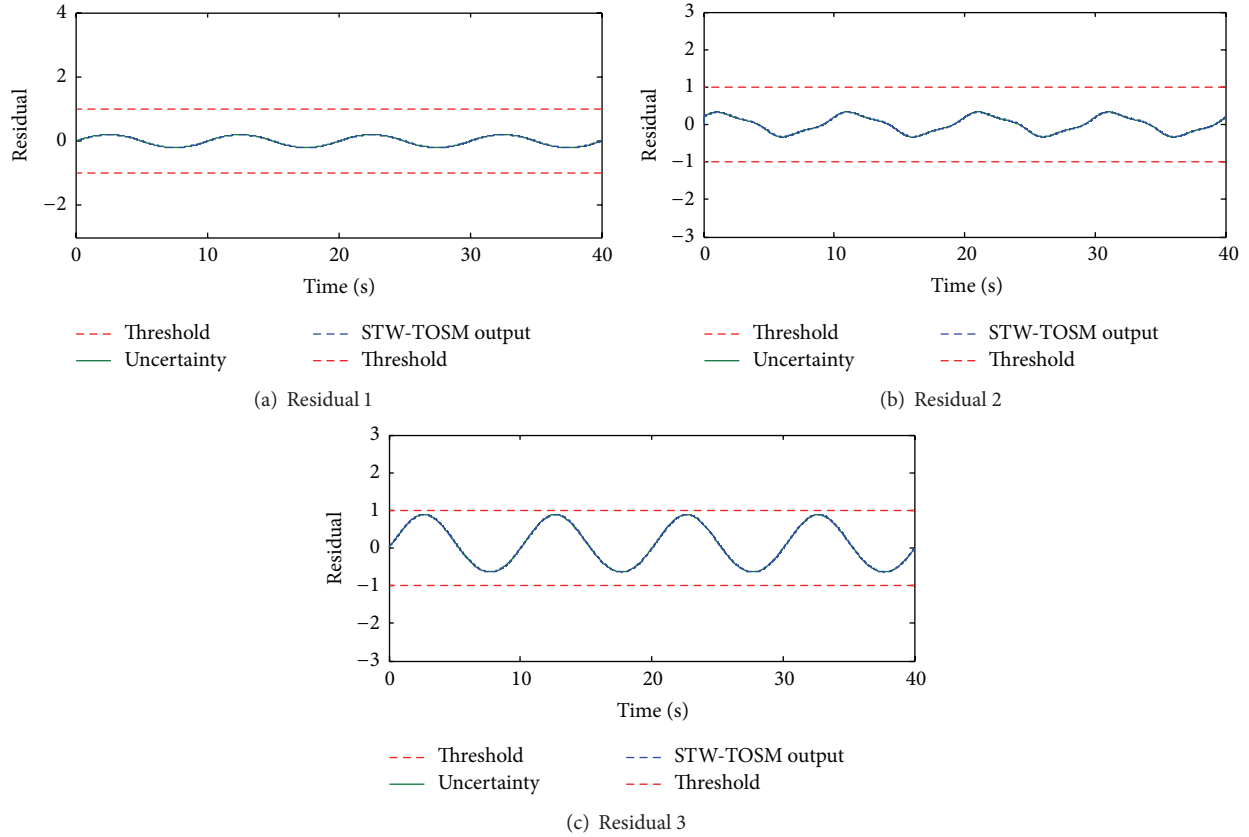 4
2
0
−2
Residual
0
10
20
30
40
Time (s)
Threshold
Uncertainty
STW-TOSM output
Threshold
(a) Residual 1
3
2
1
0
−1
−2
−3
Residual
0
10
20
30
40
Time (s)
Threshold
Uncertainty
STW-TOSM output
Threshold
(b) Residual 2
3
2
1
0
−1
−2
−3
Residual
0
10
20
30
40
Time (s)
Threshold
Uncertainty
STW-TOSM output
Threshold
(c) Residual 3